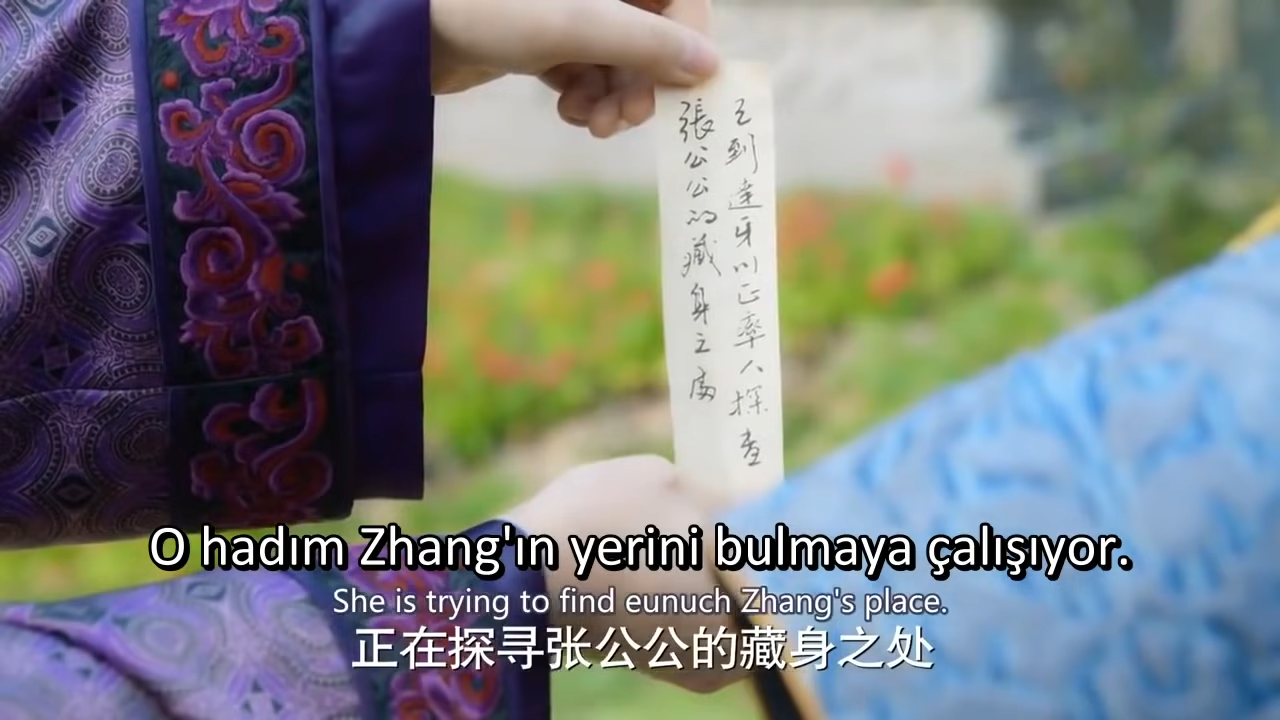 已到達牙以正率人探查
張公公的藏身之處
O hadım Zhang'ın yerini bulmaya çalışıyor.
She is trying to find eunuch Zhang's place.
正在探寻张公公的藏身之处